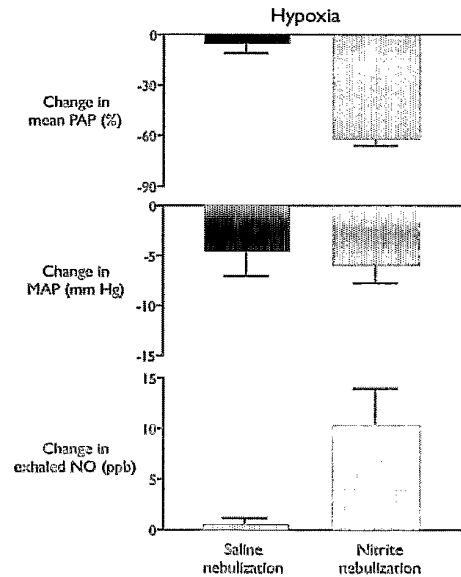 Hypoxia
0
-30
-60
-90
Change in
mean PAP (%)
0
-5
-10
-15
Change in
MAP (mm Hg)
15
10
5
0
Change in
exhaled NO (ppb)
Saline
nebulization
Nitrite
nebulization